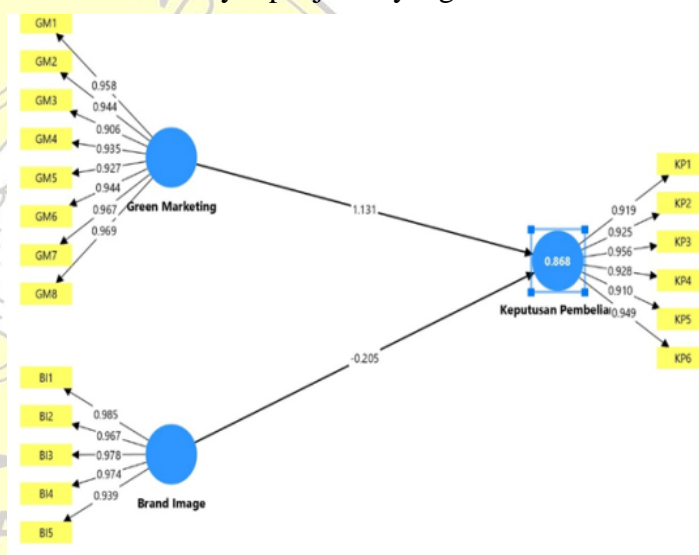 GM1
GM2
GM3
GM4
GM5
GM6
GM7
GM8
0.958
0.944
0.906
0.935
0.927
0.944
0.967
0.969
Green Marketing
1.131
0.868
Keputusan Pembelia
0.919
0.925
0.956
0.928
0.910
0.949
KP1
KP2
KP3
KP4
KP5
KP6
-0.205
BI1
BI2
BI3
BI4
BI5
0.985
0.967
0.978
0.974
0.939
Brand Image